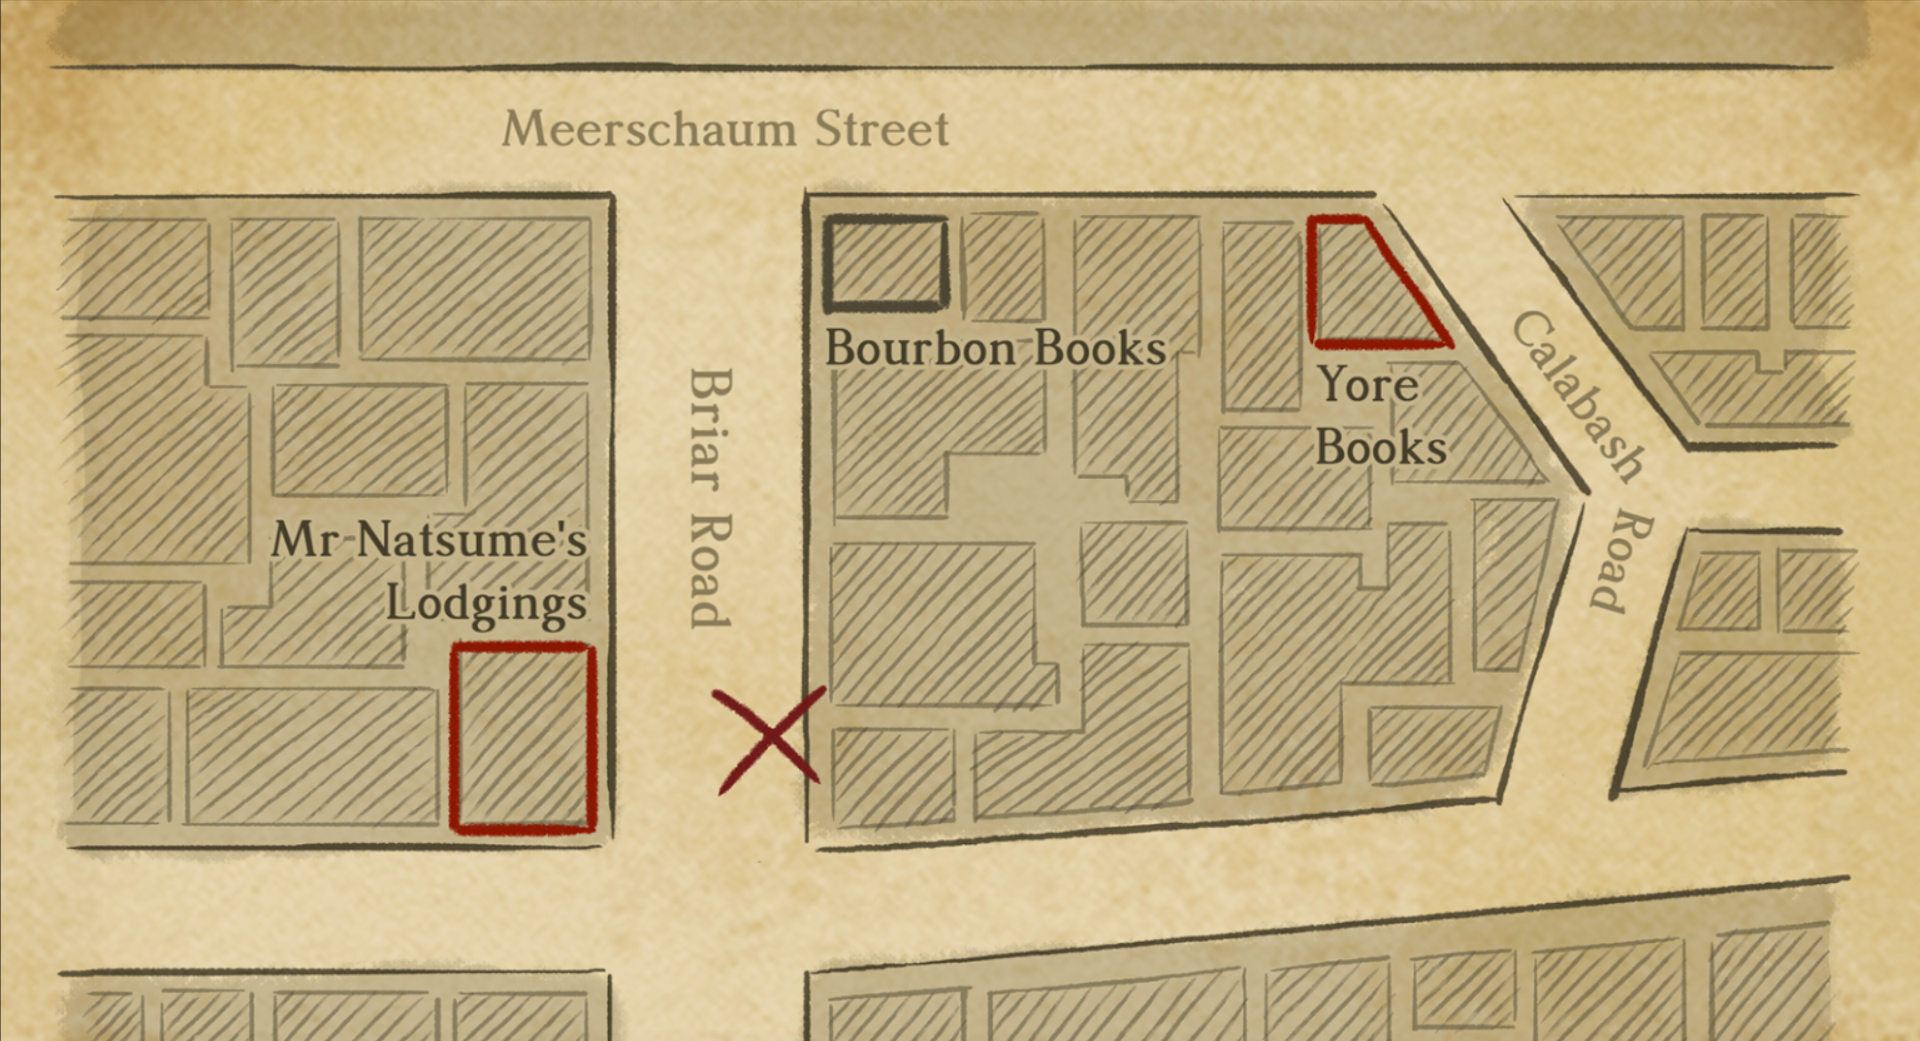 Meerschaum Street
Bourbon Books
Yore
Books
Calabash Road
Briar Road
Mr Natsume's
Lodgings